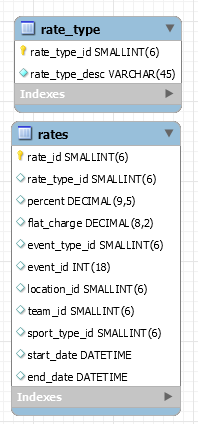 rate_type
rate_type_id SMALLINT(6)
rate_type_desc VARCHAR(45)
Indexes
rates
rate_id SMALLINT(6)
rate_type_id SMALLINT(6)
percent DECIMAL(9,5)
flat_charge DECIMAL(8,2)
event_type_id SMALLINT(6)
event_id INT(18)
location_id SMALLINT(6)
team_id SMALLINT(6)
sport_type_id SMALLINT(6)
start_date DATETIME
end_date DATETIME
Indexes